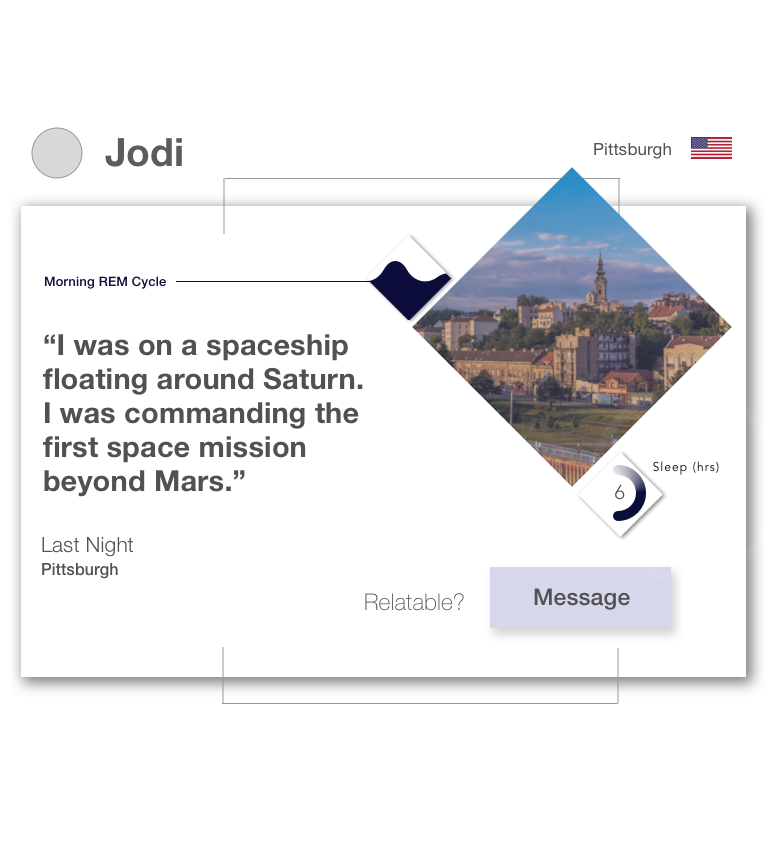 Jodi
Pittsburgh
Morning REM Cycle
“I was on a spaceship
floating around Saturn.
I was commanding the
first space mission
beyond Mars.”
Sleep (hrs)
6
Last Night
Pittsburgh
Relatable?
Message